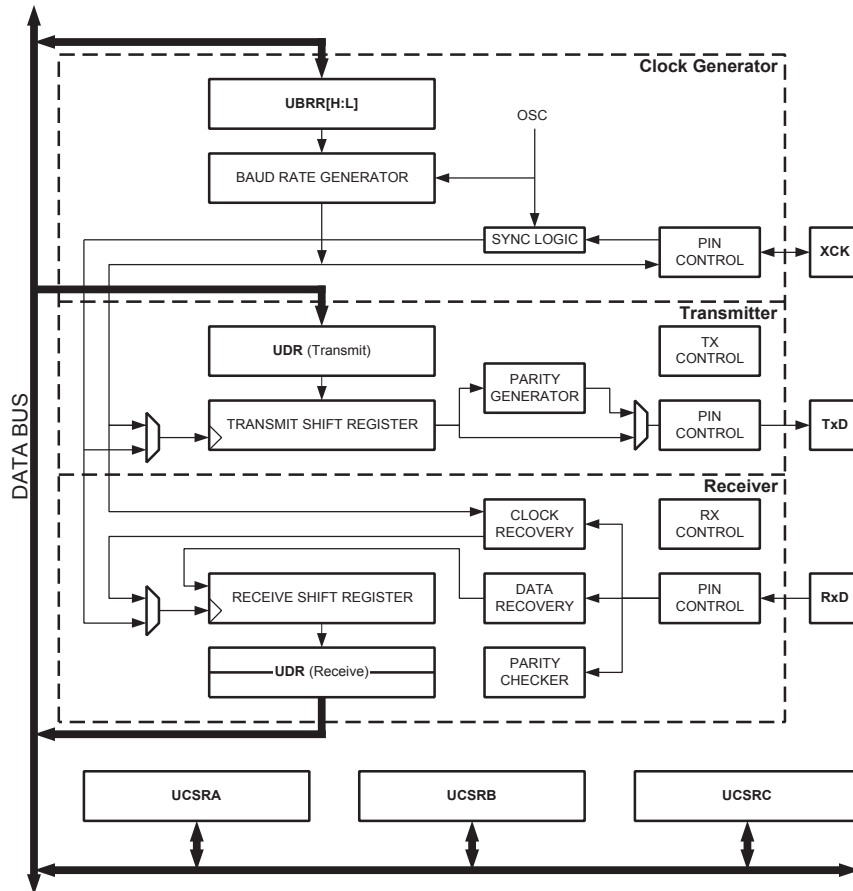 Clock Generator
UBRR[H:L]
OSC
BAUD RATE GENERATOR
SYNC LOGIC
PIN
CONTROL
XCK
Transmitter
UDR (Transmit)
TX
CONTROL
PARITY
GENERATOR
TRANSMIT SHIFT REGISTER
PIN
CONTROL
TxD
DATA BUS
Receiver
CLOCK
RECOVERY
RX
CONTROL
RECEIVE SHIFT REGISTER
DATA
RECOVERY
PIN
CONTROL
RxD
UDR (Receive)
PARITY
CHECKER
UCSRA
UCSRB
UCSRC